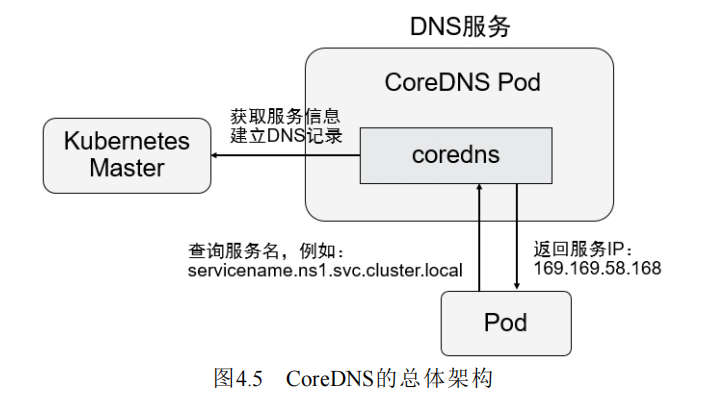 DNS服务
CoreDNS Pod
获取服务信息
建立DNS记录
Kubernetes
Master
coredns
查询服务名，例如：
servicename.ns1.svc.cluster.local
返回服务IP：
169.169.58.168
Pod
图4.5 CoreDNS的总体架构